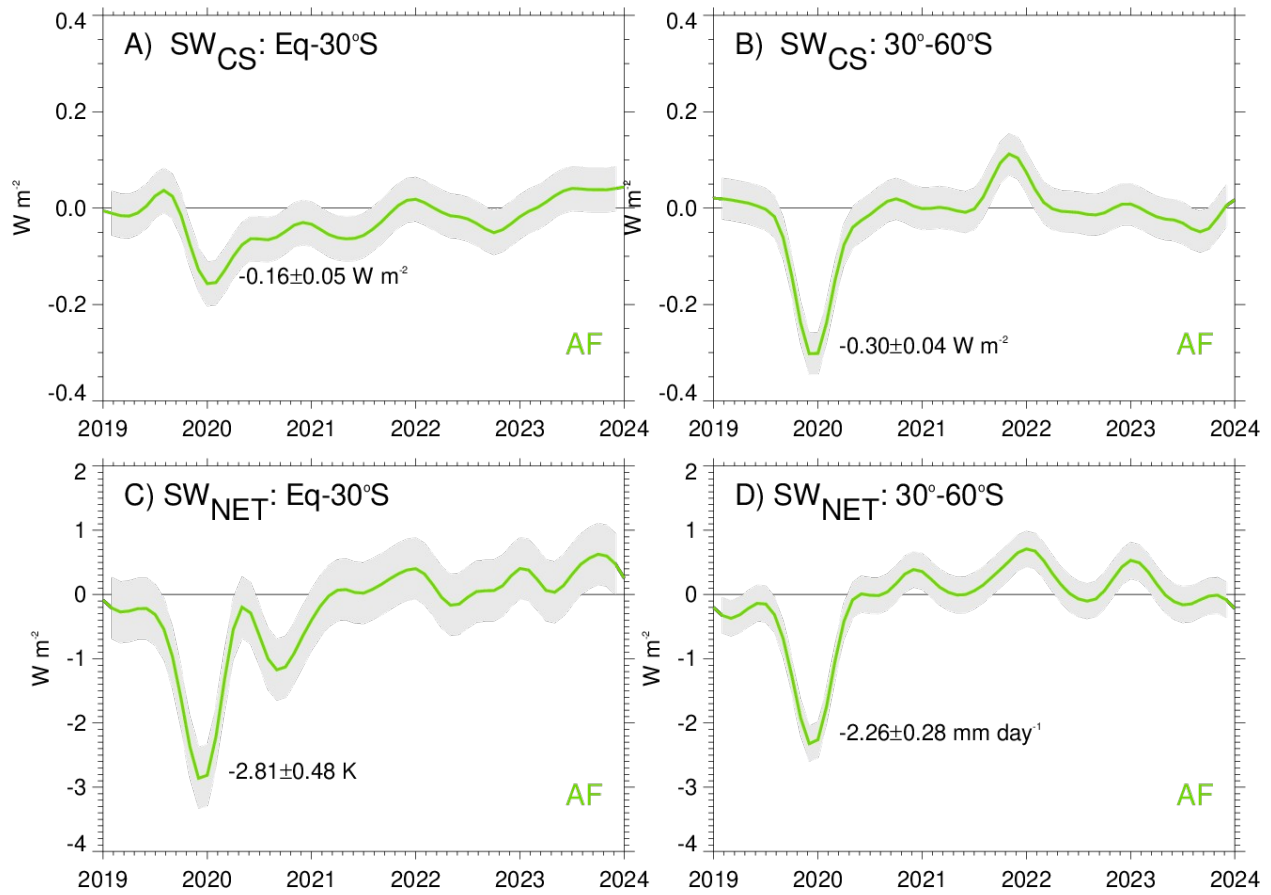 A) SW_CS: Eq-30°S
W m⁻²
0.4
0.2
0.0
-0.2
-0.4
-0.16±0.05 W m⁻²
AF
2019 2020 2021 2022 2023 2024
B) SW_CS: 30°-60°S
W m⁻²
0.4
0.2
0.0
-0.2
-0.4
-0.30±0.04 W m⁻²
AF
2019 2020 2021 2022 2023 2024
C) SW_NET: Eq-30°S
W m⁻²
2
1
0
-1
-2
-3
-4
-2.81±0.48 K
AF
2019 2020 2021 2022 2023 2024
D) SW_NET: 30°-60°S
W m⁻²
2
1
0
-1
-2
-3
-4
-2.26±0.28 mm day⁻¹
AF
2019 2020 2021 2022 2023 2024